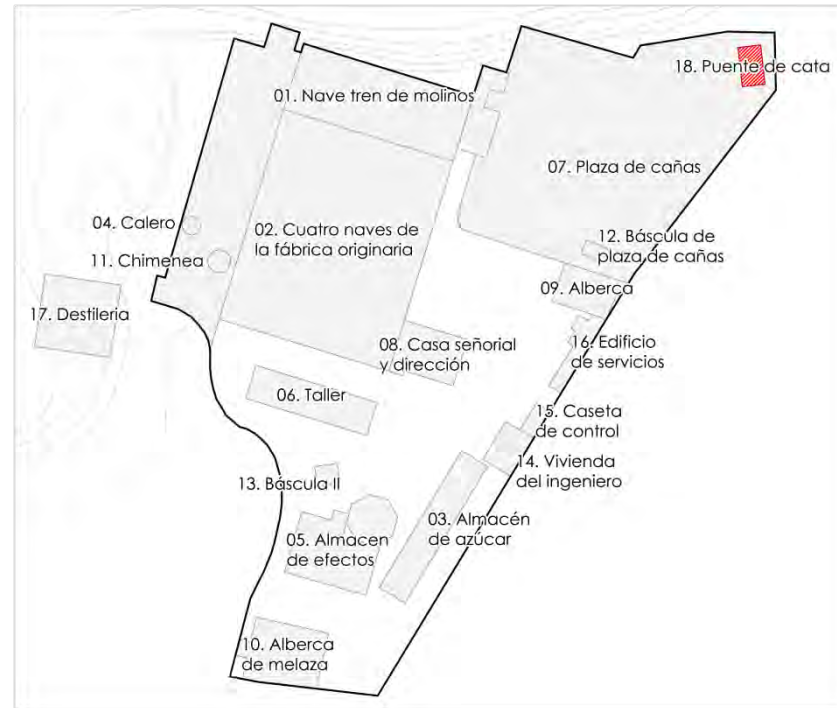 18. Puente de cata
01. Nave tren de molinos
07. Plaza de cañas
04. Calero
02. Cuatro naves de
la fábrica originaria
12. Báscula de
plaza de cañas
11. Chimenea
09. Alberca
17. Destileria
08. Casa señorial
y dirección
16. Edificio
de servicios
06. Taller
15. Caseta
de control
14. Vivienda
del ingeniero
13. Báscula II
03. Almacén
de azúcar
05. Almacen
de efectos
10. Alberca
de melaza